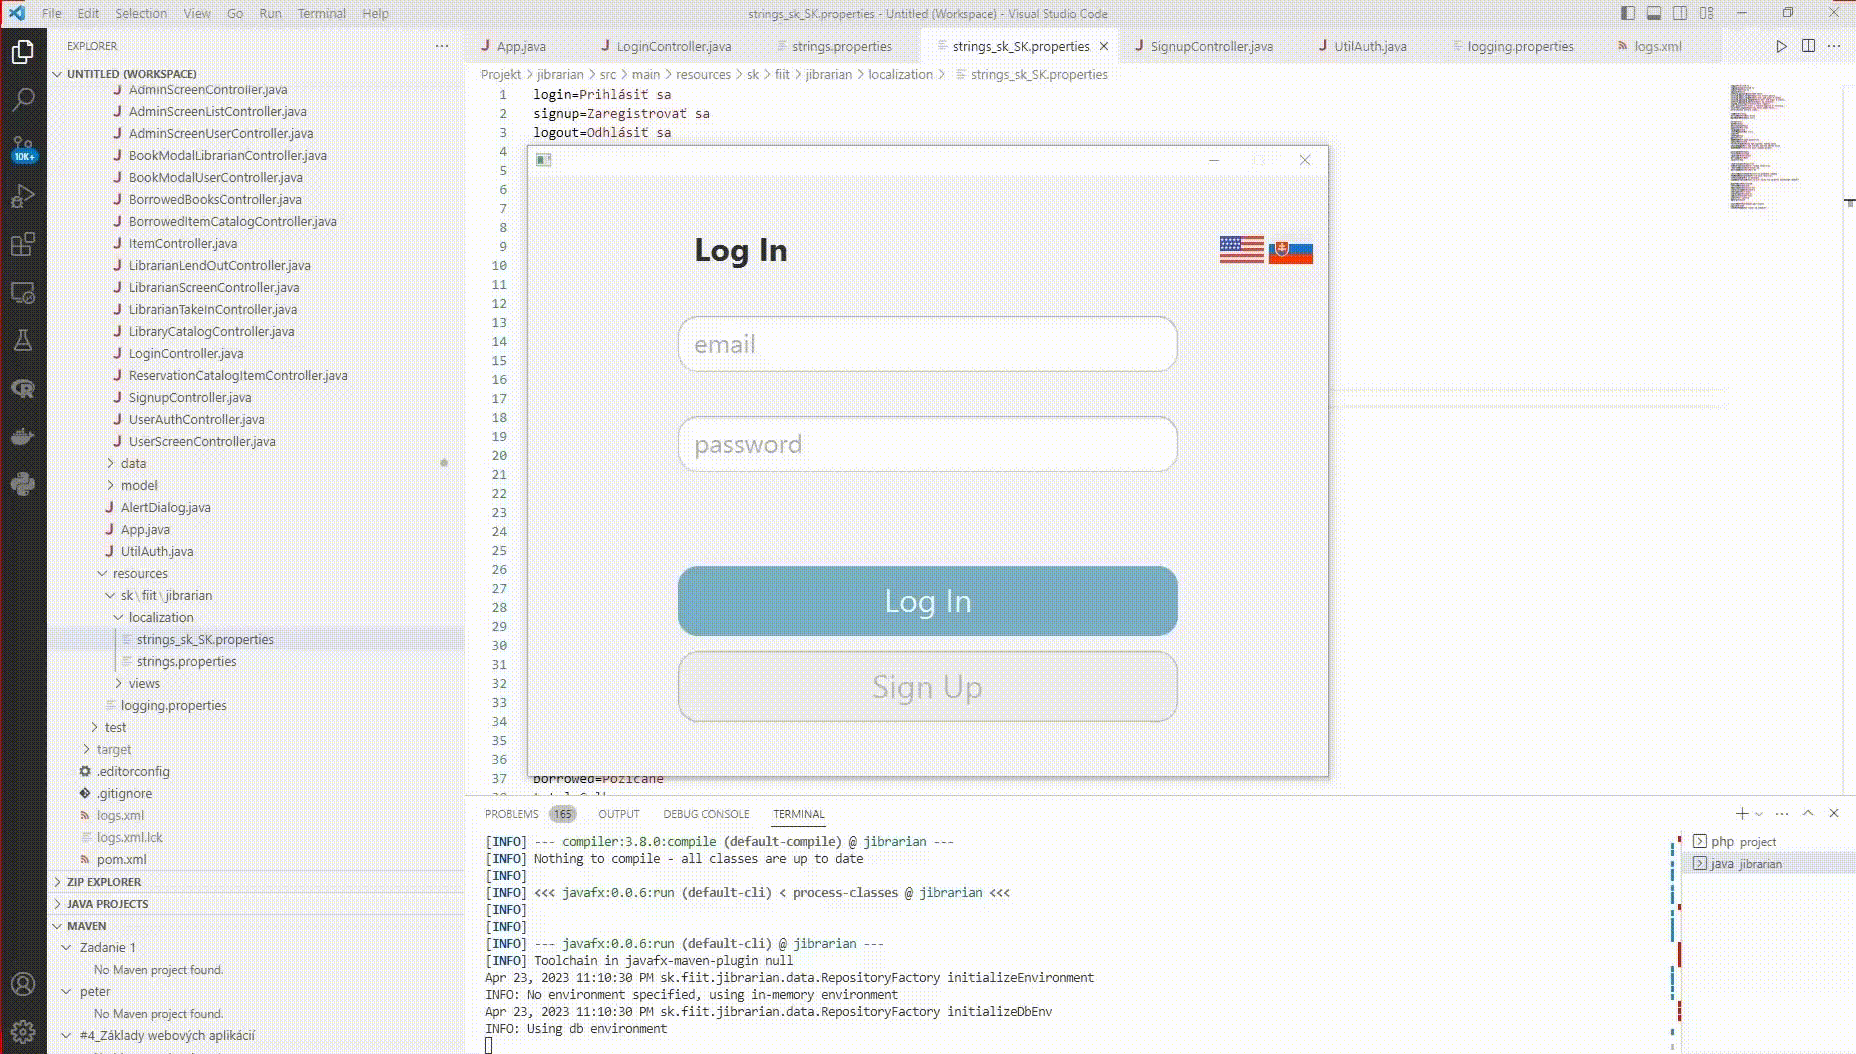 File Edit Selection View Go Run Terminal Help
strings_sk_SK.properties - Untitled (Workspace) - Visual Studio Code
EXPLORER
UNTITLED (WORKSPACE)
AdminScreenController.java
AdminScreenListController.java
AdminScreenUserController.java
BookModalLibrarianController.java
BookModalUserController.java
BorrowedBooksController.java
BorrowedItemCatalogController.java
ItemController.java
LibrarianLendOutController.java
LibrarianScreenController.java
LibrarianTakeInController.java
LibraryCatalogController.java
LoginController.java
ReservationCatalogItemController.java
SignupController.java
UserAuthController.java
UserScreenController.java
data
model
AlertDialog.java
App.java
UtilAuth.java
resources
sk\fiit\jibrarian
localization
strings_sk_SK.properties
strings.properties
views
logging.properties
test
target
.editorconfig
.gitignore
logs.xml
logs.xml.lck
pom.xml
ZIP EXPLORER
JAVA PROJECTS
MAVEN
Zadanie 1
No Maven project found.
peter
No Maven project found.
#4_Základy webových aplikácií
10K+
App.java LoginController.java strings.properties strings_sk_SK.properties SignupController.java UtilAuth.java logging.properties logs.xml
Projekt > jibrarian > src > main > resources > sk > fiit > jibrarian > localization > strings_sk_SK.properties
1 login=Prihlásiť sa
2 signup=Zaregistrovať sa
3 logout=Odhlásiť sa
4
5
6
7
8
9
10
11
12
13
14
15
16
17
18
19
20
21
22
23
24
25
26
27
28
29
30
31
32
33
34
35
36
37 borrowed=Pozicane
Log In
email
password
Log In
Sign Up
PROBLEMS 165 OUTPUT DEBUG CONSOLE TERMINAL
[INFO] --- compiler:3.8.0:compile (default-compile) @ jibrarian ---
[INFO] Nothing to compile - all classes are up to date
[INFO]
[INFO] <<< javafx:0.0.6:run (default-cli) < process-classes @ jibrarian <<<
[INFO]
[INFO]
[INFO] --- javafx:0.0.6:run (default-cli) @ jibrarian ---
[INFO] Toolchain in javafx-maven-plugin null
Apr 23, 2023 11:10:30 PM sk.fiit.jibrarian.data.RepositoryFactory initializeEnvironment
INFO: No environment specified, using in-memory environment
Apr 23, 2023 11:10:30 PM sk.fiit.jibrarian.data.RepositoryFactory initializeDbEnv
INFO: Using db environment
php project
java jibrarian